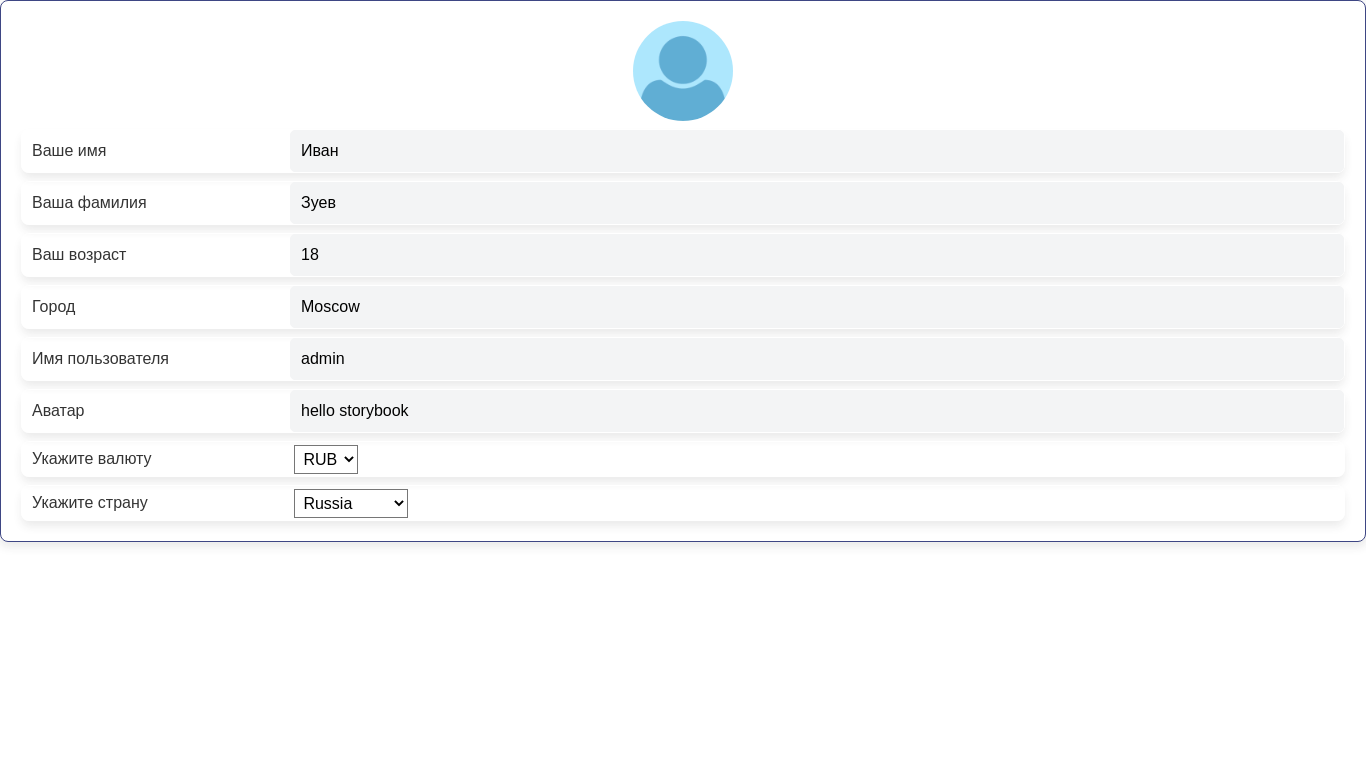 Ваше имя Иван
Ваша фамилия Зуев
Ваш возраст 18
Город Moscow
Имя пользователя admin
Аватар hello storybook
Укажите валюту RUB
Укажите страну Russia